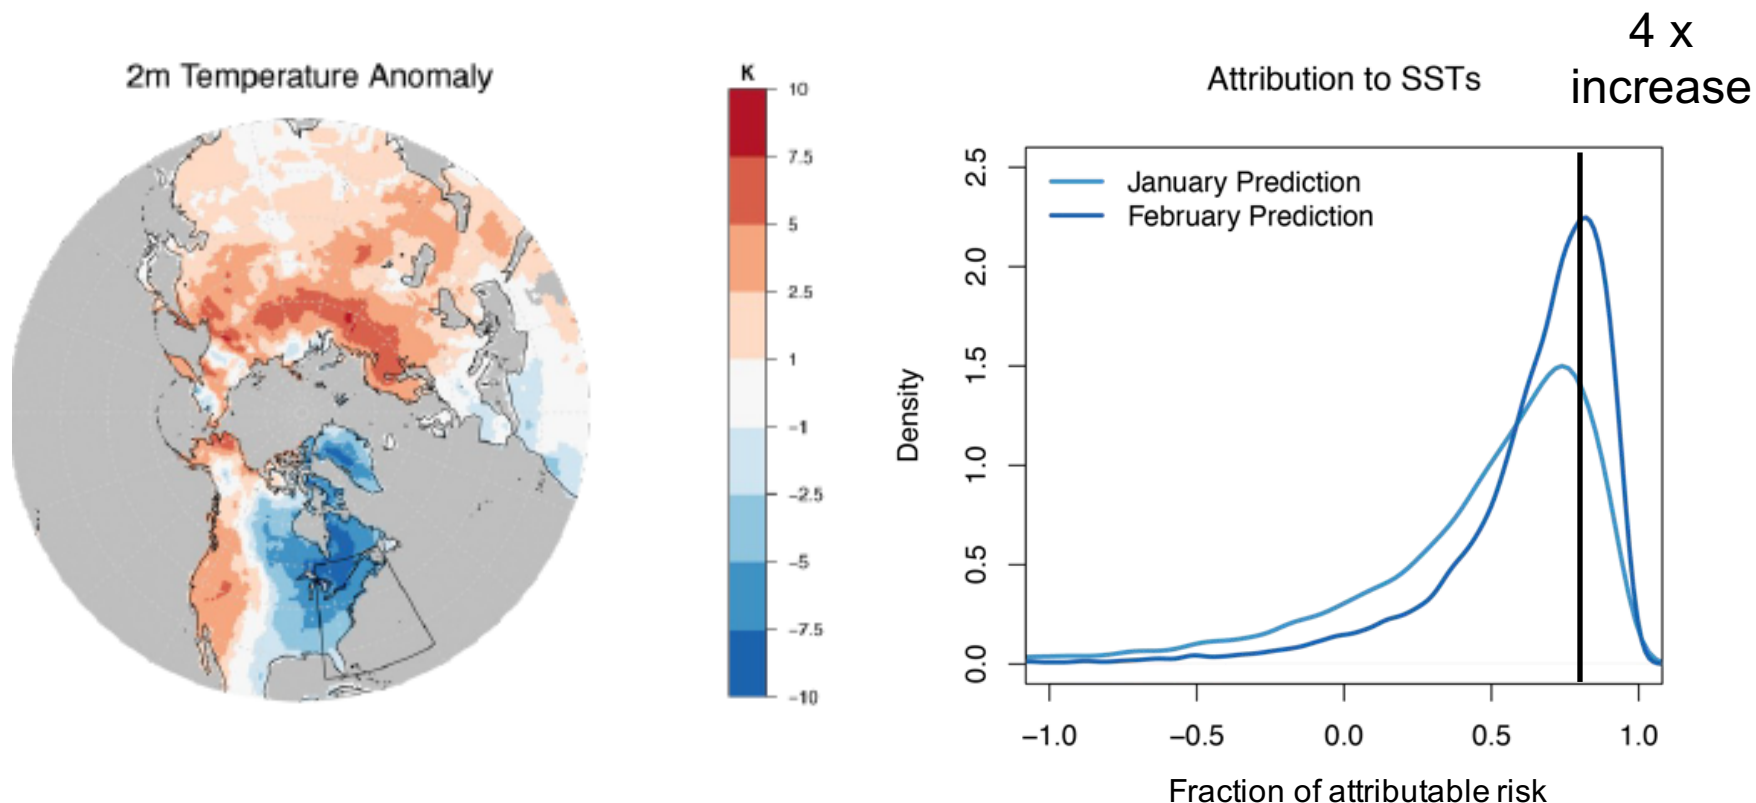 4 x
increase
2m Temperature Anomaly
K
10
7.5
5
2.5
1
−1
−2.5
−5
−7.5
−10
Attribution to SSTs
January Prediction
February Prediction
Density
2.5
2.0
1.5
1.0
0.5
0.0
−1.0 −0.5 0.0 0.5 1.0
Fraction of attributable risk